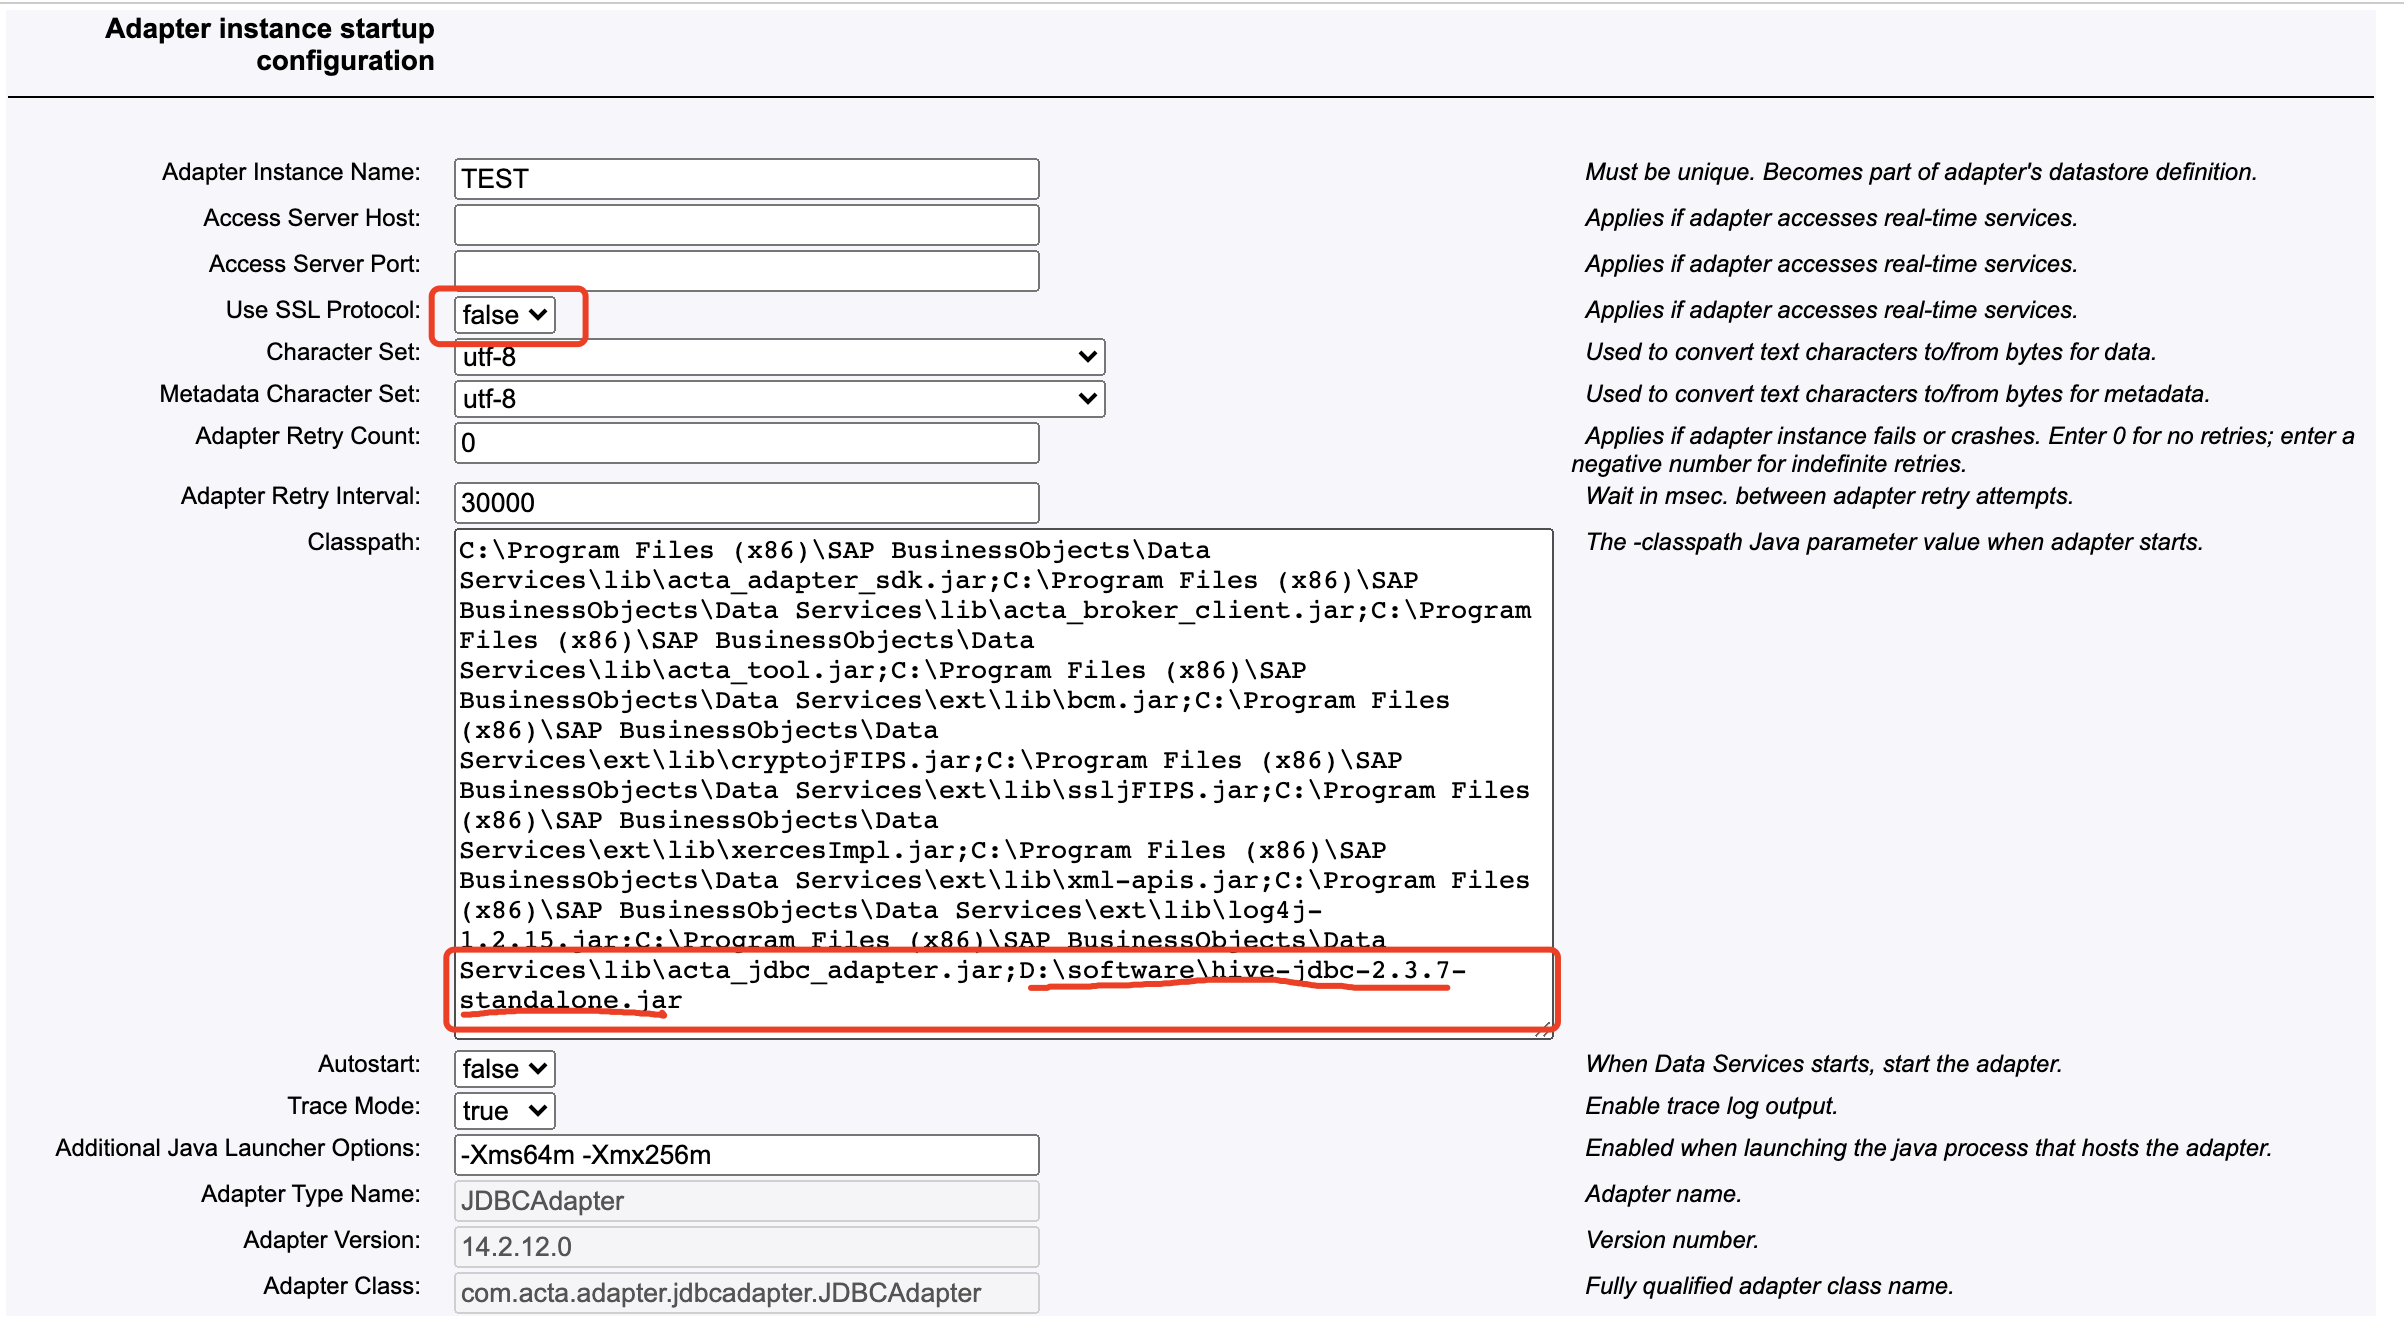 Adapter instance startup
configuration
Adapter Instance Name: TEST Must be unique. Becomes part of adapter's datastore definition.
Access Server Host: Applies if adapter accesses real-time services.
Access Server Port: Applies if adapter accesses real-time services.
Use SSL Protocol: false Applies if adapter accesses real-time services.
Character Set: utf-8 Used to convert text characters to/from bytes for data.
Metadata Character Set: utf-8 Used to convert text characters to/from bytes for metadata.
Adapter Retry Count: 0 Applies if adapter instance fails or crashes. Enter 0 for no retries; enter a
negative number for indefinite retries.
Adapter Retry Interval: 30000 Wait in msec. between adapter retry attempts.
Classpath: The -classpath Java parameter value when adapter starts.
C:\Program Files (x86)\SAP BusinessObjects\Data
Services\lib\acta_adapter_sdk.jar;C:\Program Files (x86)\SAP
BusinessObjects\Data Services\lib\acta_broker_client.jar;C:\Program
Files (x86)\SAP BusinessObjects\Data
Services\lib\acta_tool.jar;C:\Program Files (x86)\SAP
BusinessObjects\Data Services\ext\lib\bcm.jar;C:\Program Files
(x86)\SAP BusinessObjects\Data
Services\ext\lib\cryptojFIPS.jar;C:\Program Files (x86)\SAP
BusinessObjects\Data Services\ext\lib\ssljFIPS.jar;C:\Program Files
(x86)\SAP BusinessObjects\Data
Services\ext\lib\xercesImpl.jar;C:\Program Files (x86)\SAP
BusinessObjects\Data Services\ext\lib\xml-apis.jar;C:\Program Files
(x86)\SAP BusinessObjects\Data Services\ext\lib\log4j-
1.2.15.jar;C:\Program Files (x86)\SAP BusinessObjects\Data
Services\lib\acta_jdbc_adapter.jar;D:\software\hive-jdbc-2.3.7-
standalone.jar
Autostart: false When Data Services starts, start the adapter.
Trace Mode: true Enable trace log output.
Additional Java Launcher Options: -Xms64m -Xmx256m Enabled when launching the java process that hosts the adapter.
Adapter Type Name: JDBCAdapter Adapter name.
Adapter Version: 14.2.12.0 Version number.
Adapter Class: com.acta.adapter.jdbcadapter.JDBCAdapter Fully qualified adapter class name.